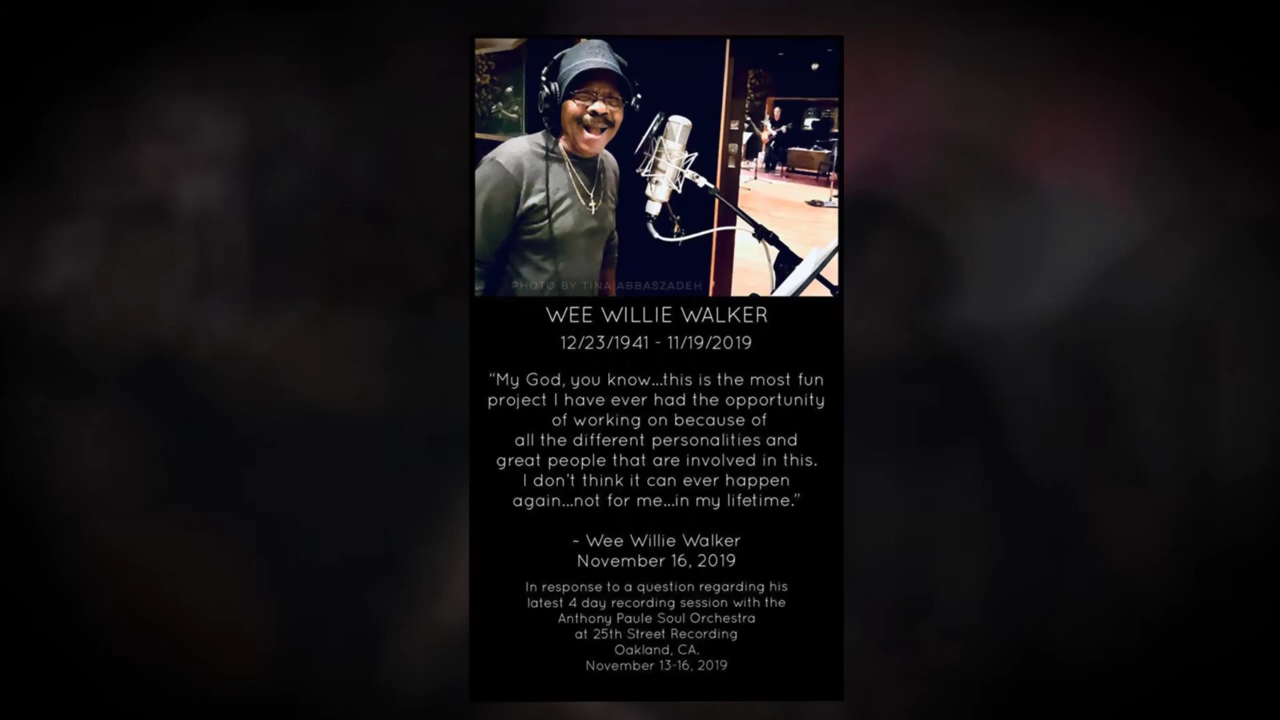 PHOTO BY TINA ABBASZADEH
WEE WILLIE WALKER
12/23/1941 - 11/19/2019
“My God, you know...this is the most fun
project I have ever had the opportunity
of working on because of
all the different personalities and
great people that are involved in this.
I don’t think it can ever happen
again...not for me...in my lifetime.”
~ Wee Willie Walker
November 16, 2019
In response to a question regarding his
latest 4 day recording session with the
Anthony Paule Soul Orchestra
at 25th Street Recording
Oakland, CA.
November 13-16, 2019